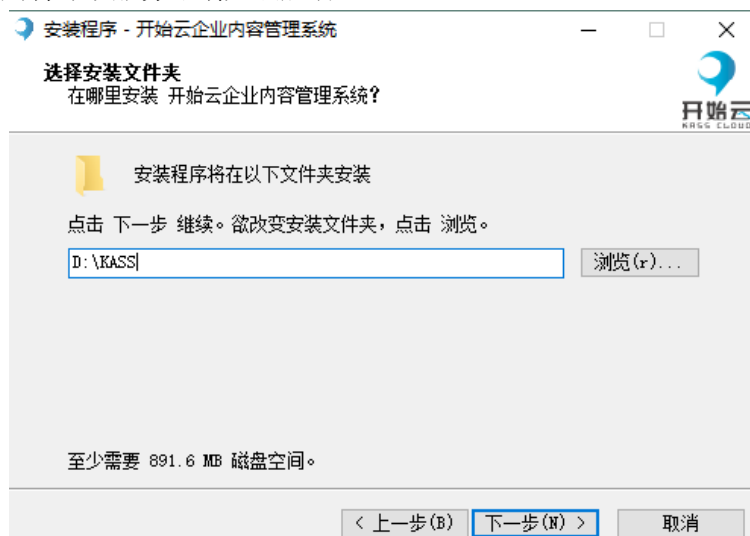 安装程序 - 开始云企业内容管理系统
选择安装文件夹
在哪里安装 开始云企业内容管理系统?
开始云
KASS CLOUD
安装程序将在以下文件夹安装
点击 下一步 继续。欲改变安装文件夹，点击 浏览。
D:\KASS
浏览(r)...
至少需要 891.6 MB 磁盘空间。
< 上一步(B)
下一步(N) >
取消